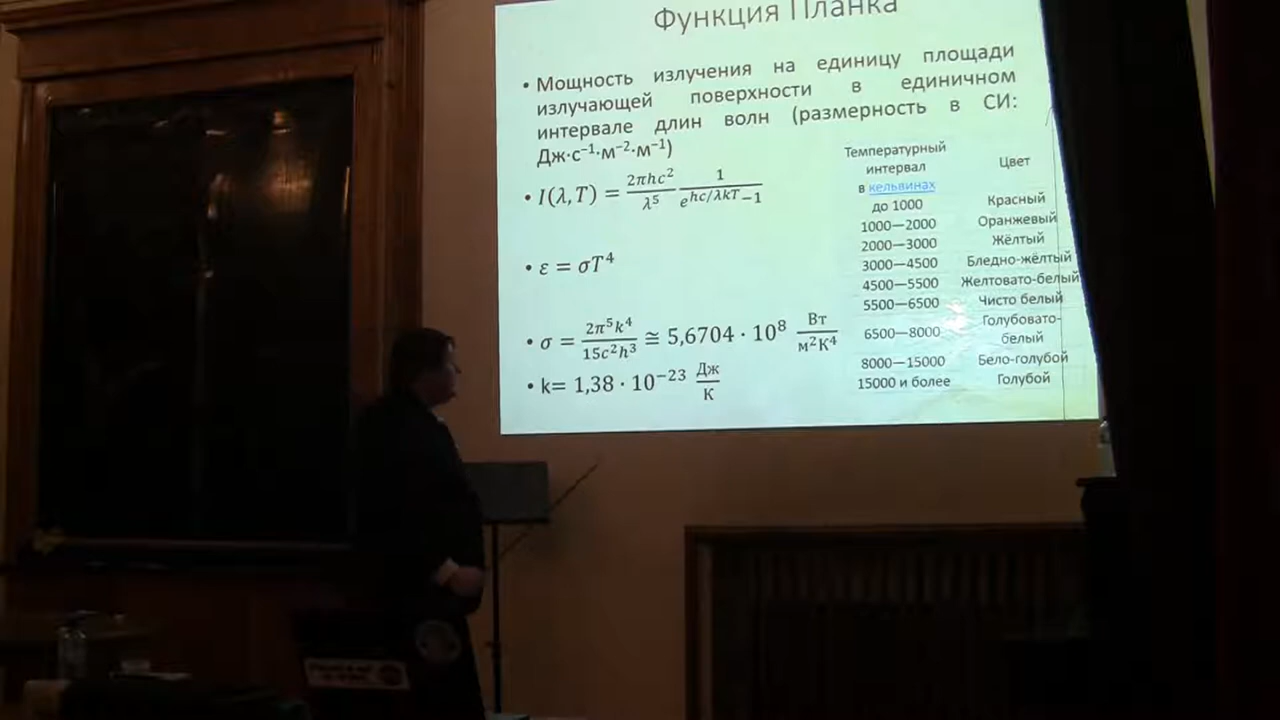 Функция Планка
• Мощность излучения на единицу площади
излучающей поверхности в единичном
интервале длин волн (размерность в СИ:
Дж·с⁻¹·м⁻²·м⁻¹)
• I(λ,T) = 2πhc²/λ⁵ 1/e^hc/λkT −1
• ε = σT⁴
• σ = 2π⁵k⁴/15c²h³ ≅ 5,6704 · 10⁸ Вт/м²К⁴
• k= 1,38 · 10⁻²³ Дж/К
Температурный
интервал
в кельвинах
Цвет
до 1000 Красный
1000—2000 Оранжевый
2000—3000 Жёлтый
3000—4500 Бледно-жёлтый
4500—5500 Желтовато-белый
5500—6500 Чисто белый
6500—8000 Голубовато-
белый
8000—15000 Бело-голубой
15000 и более Голубой